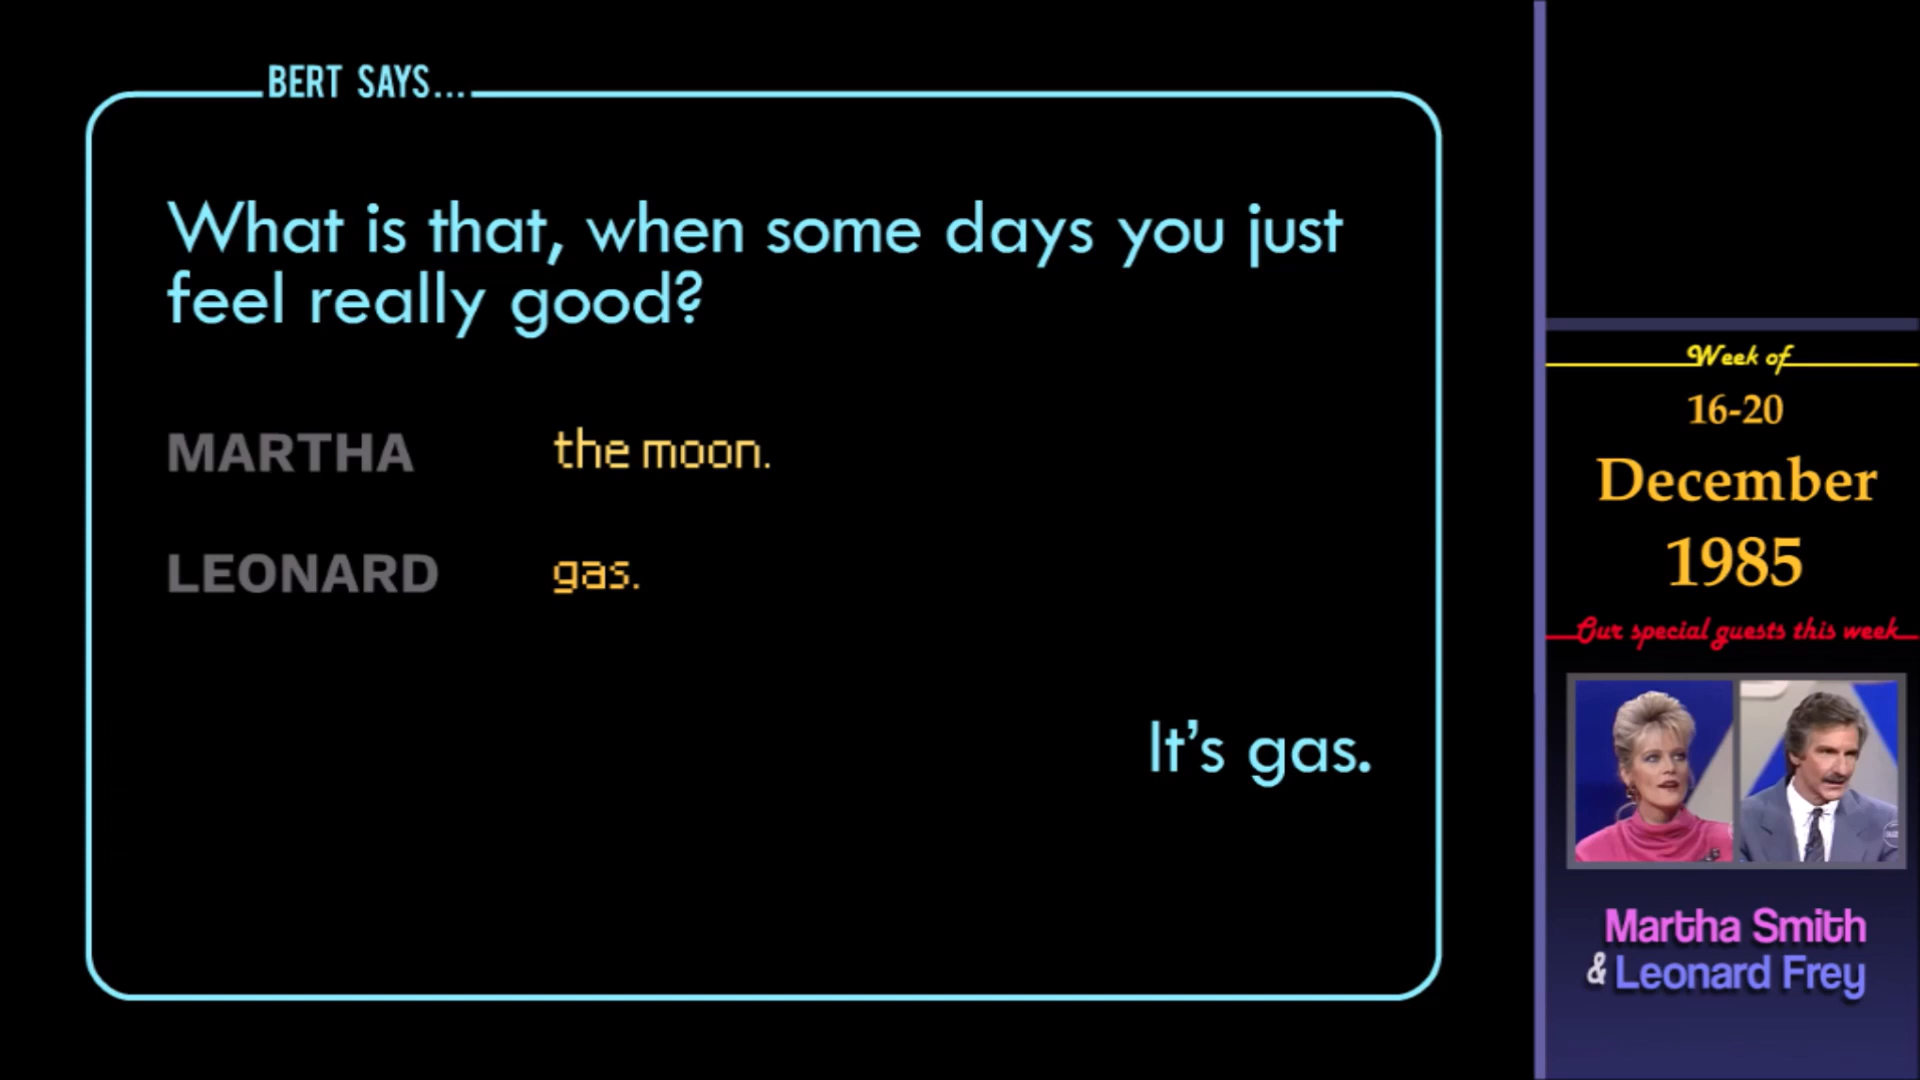 BERT SAYS...
What is that, when some days you just
feel really good?
MARTHA the moon.
LEONARD gas.
It's gas.
Week of
16-20
December
1985
Our special guests this week
Martha Smith
& Leonard Frey